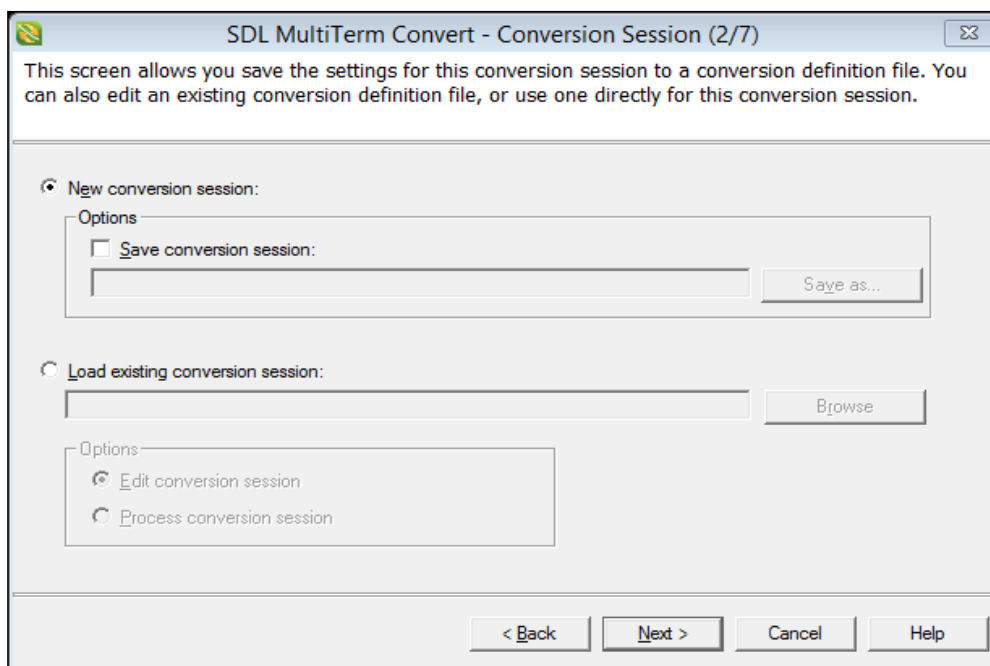 SDL MultiTerm Convert - Conversion Session (2/7)
This screen allows you save the settings for this conversion session to a conversion definition file. You
can also edit an existing conversion definition file, or use one directly for this conversion session.
New conversion session:
Options
Save conversion session:
Save as...
Load existing conversion session:
Browse
Options
Edit conversion session
Process conversion session
< Back
Next >
Cancel
Help